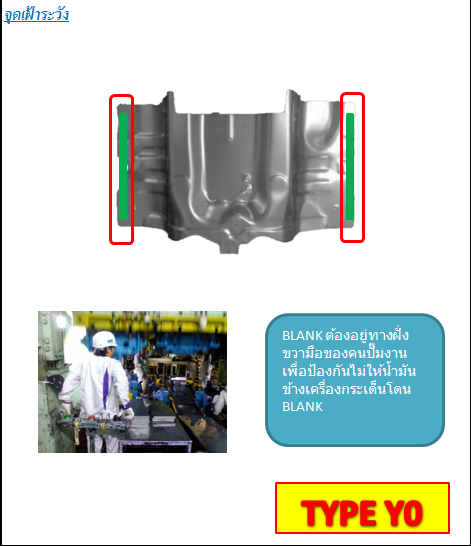 จุดเฝ้าระวัง
BLANK ต้องอยู่ทางฝั่ง
ขวามือของคนปั๊มงาน
เพื่อป้องกันไม่ให้น้ำมัน
ข้างเครื่องกระเด็นโดน
BLANK
TYPE Y0